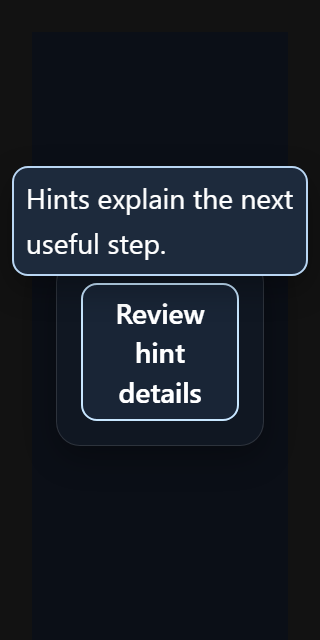 Hints explain the next
useful step.
Review
hint
details